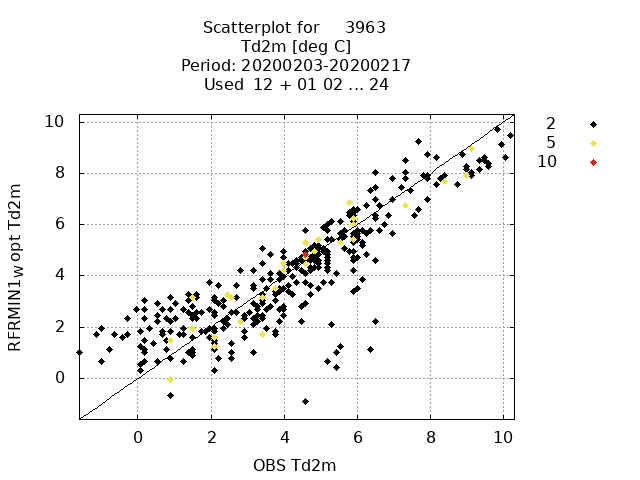 Scatterplot for 3963
Td2m [deg C]
Period: 20200203-20200217
Used 12 + 01 02 ... 24
RFRMIN1w opt Td2m
10
8
6
4
2
0
0 2 4 6 8 10
OBS Td2m
2
5
10